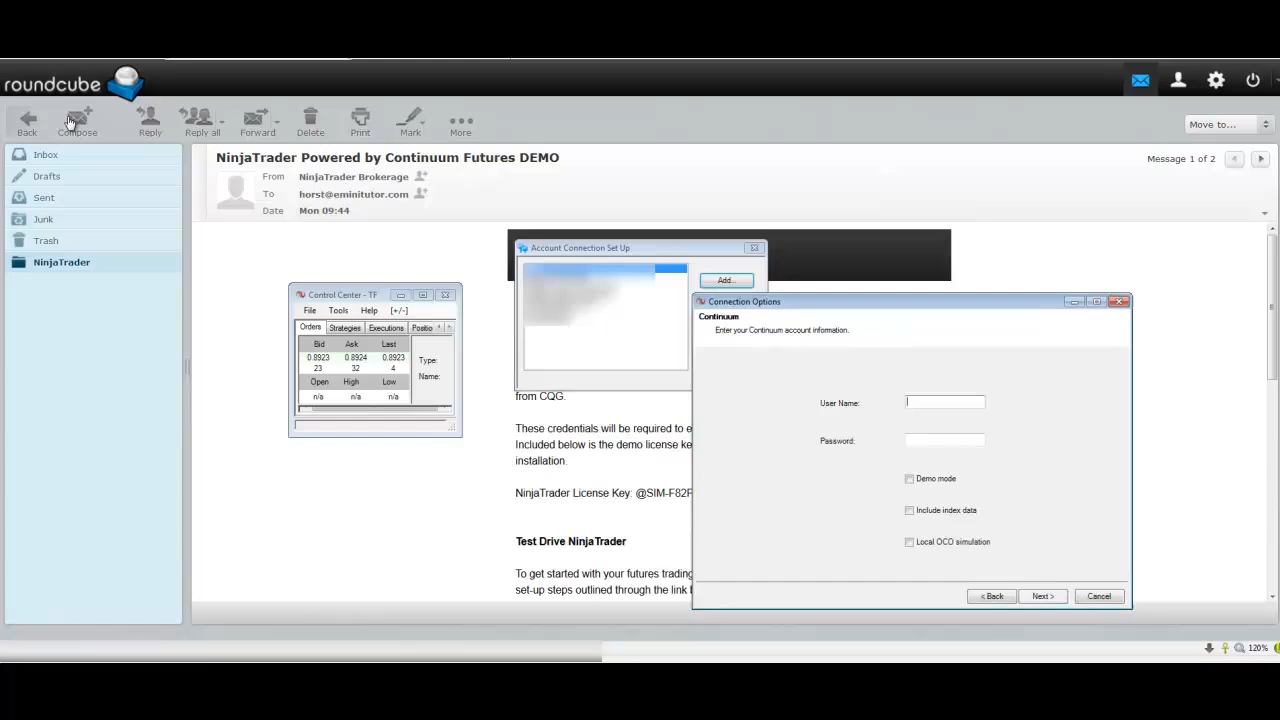 roundcube
Back
Compose
Reply
Reply all
Forward
Delete
Print
Mark
More
Move to...
Inbox
Drafts
Sent
Junk
Trash
NinjaTrader
NinjaTrader Powered by Continuum Futures DEMO
Message 1 of 2
From NinjaTrader Brokerage
To horst@eminitutor.com
Date Mon 09:44
Control Center - TF
File Tools Help [+/-]
Orders Strategies Executions Positio
Bid Ask Last
0.8923 0.8924 0.8923
23 32 4
Open High Low
n/a n/a n/a
Type:
Name:
Account Connection Set Up
Add...
Connection Options
Continuum
Enter your Continuum account information.
User Name:
Password:
Demo mode
Include index data
Local OCO simulation
< Back
Next >
Cancel
from CQG.
These credentials will be required to e
Included below is the demo license ke
installation.
NinjaTrader License Key: @SIM-F82F
Test Drive NinjaTrader
To get started with your futures trading
set-up steps outlined through the link b
120%